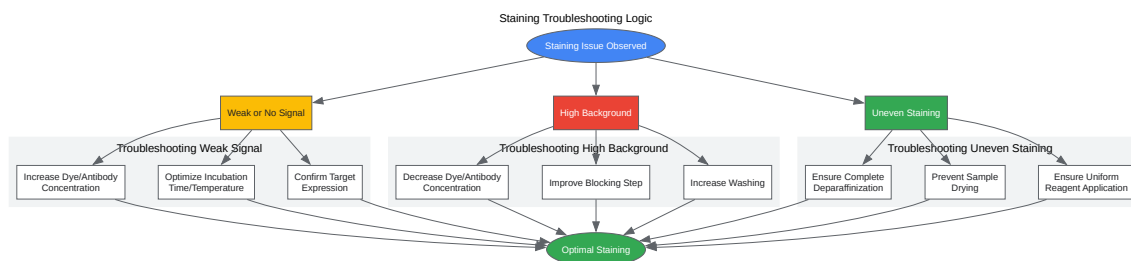 Staining Troubleshooting Logic
Staining Issue Observed
Weak or No Signal
High Background
Uneven Staining
Troubleshooting Weak Signal
Increase Dye/Antibody
Concentration
Optimize Incubation
Time/Temperature
Confirm Target
Expression
Troubleshooting High Background
Decrease Dye/Antibody
Concentration
Improve Blocking Step
Increase Washing
Troubleshooting Uneven Staining
Ensure Complete
Deparaffinization
Prevent Sample
Drying
Ensure Uniform
Reagent Application
Optimal Staining